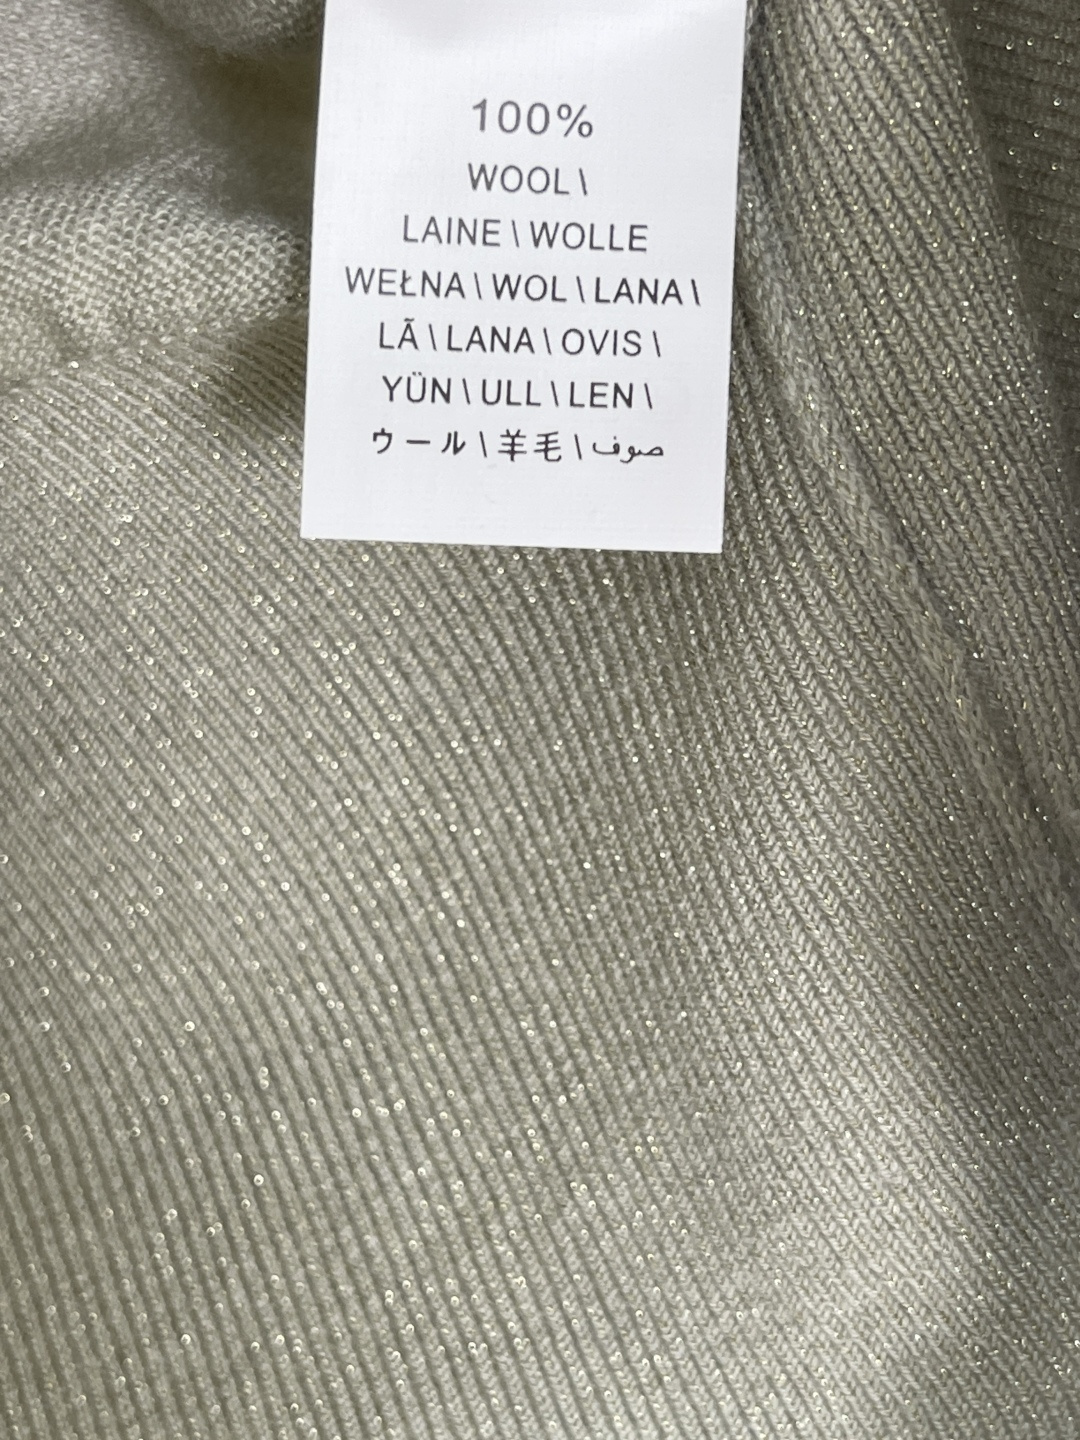 100%
WOOL \
LAINE \ WOLLE
WEŁNA \ WOL \ LANA \
LÃ \ LANA \ OVIS \
YÜN \ ULL \ LEN \
ウール \ 羊毛 \ صوف